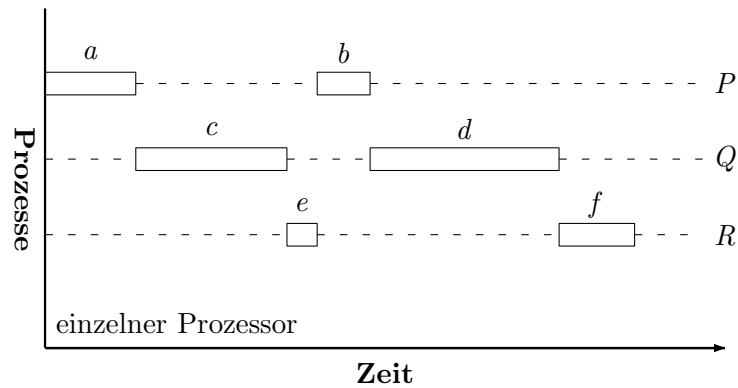 a b
P
c d
Q
e f
R
Prozesse
einzelner Prozessor
Zeit